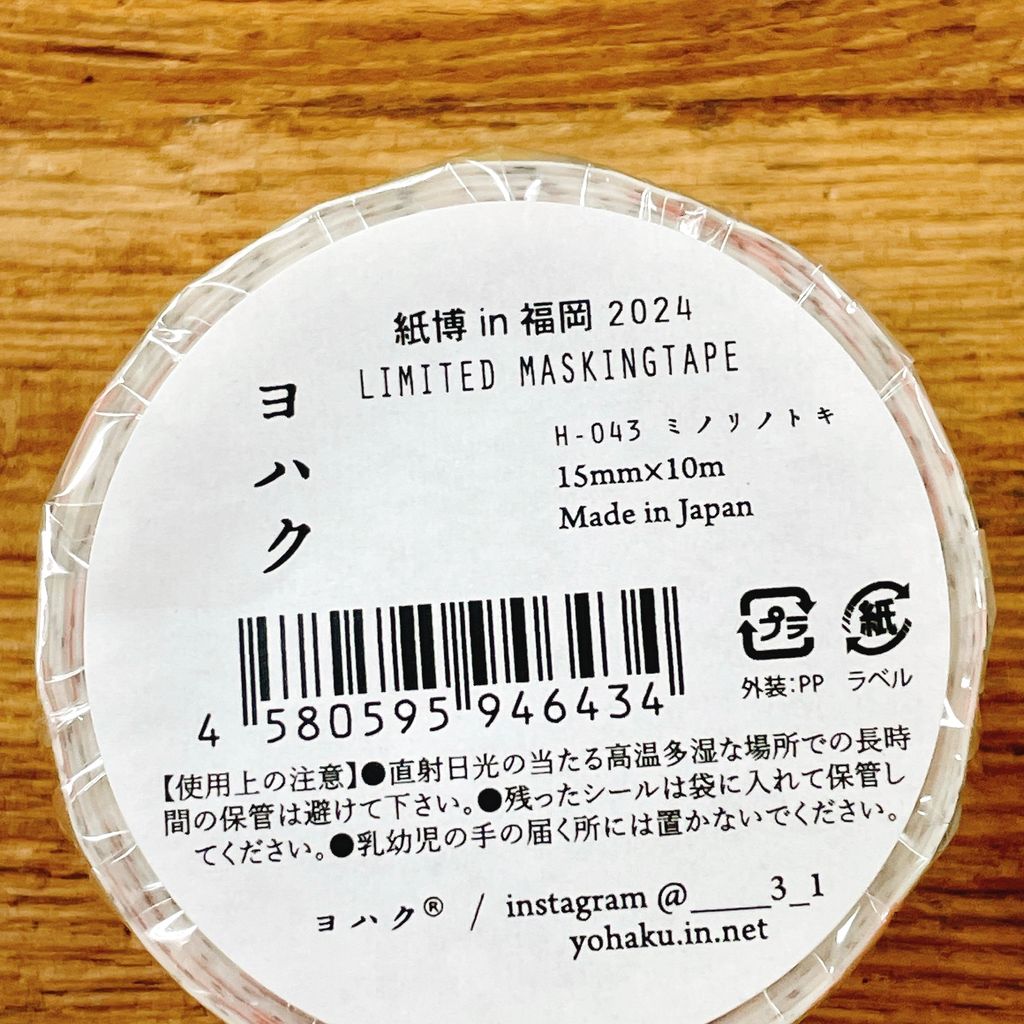 紙博 in 福岡 2024
LIMITED MASKINGTAPE
ヨハク
H-043 ミノリノトキ
15mm×10m
Made in Japan
4 580595 946434
プラ
紙
外装:PP
ラベル
【使用上の注意】●直射日光の当たる高温多湿な場所での長時
間の保管は避けて下さい。●残ったシールは袋に入れて保管し
てください。●乳幼児の手の届く所には置かないでください。
ヨハク® / instagram @_____3_1
yohaku.in.net